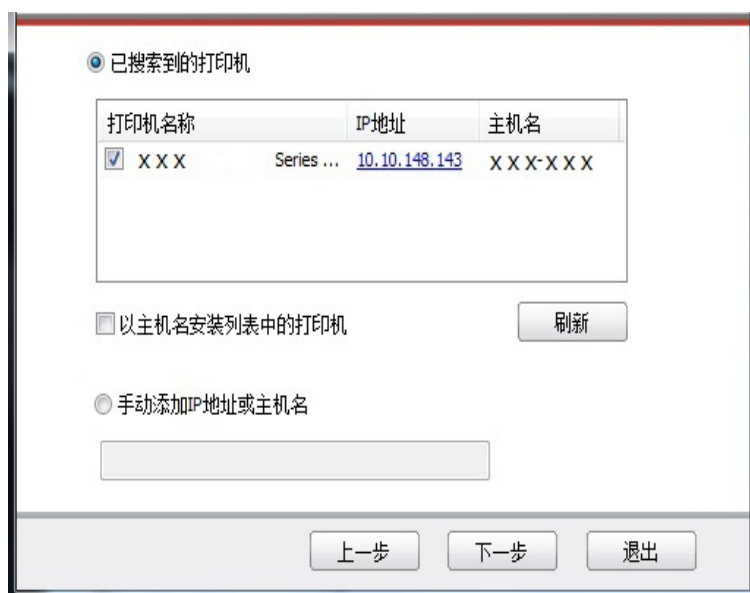 已搜索到的打印机
打印机名称 IP地址 主机名
X X X Series ... 10.10.148.143 X X X-X X X
以主机名安装列表中的打印机 刷新
手动添加IP地址或主机名
上一步 下一步 退出